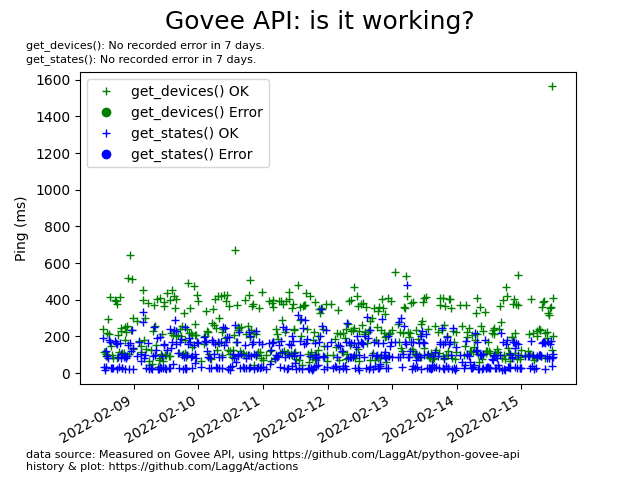 Govee API: is it working?
get_devices(): No recorded error in 7 days.
get_states(): No recorded error in 7 days.
get_devices() OK
get_devices() Error
get_states() OK
get_states() Error
Ping (ms)
1600
1400
1200
1000
800
600
400
200
0
2022-02-09
2022-02-10
2022-02-11
2022-02-12
2022-02-13
2022-02-14
2022-02-15
data source: Measured on Govee API, using https://github.com/LaggAt/python-govee-api
history & plot: https://github.com/LaggAt/actions